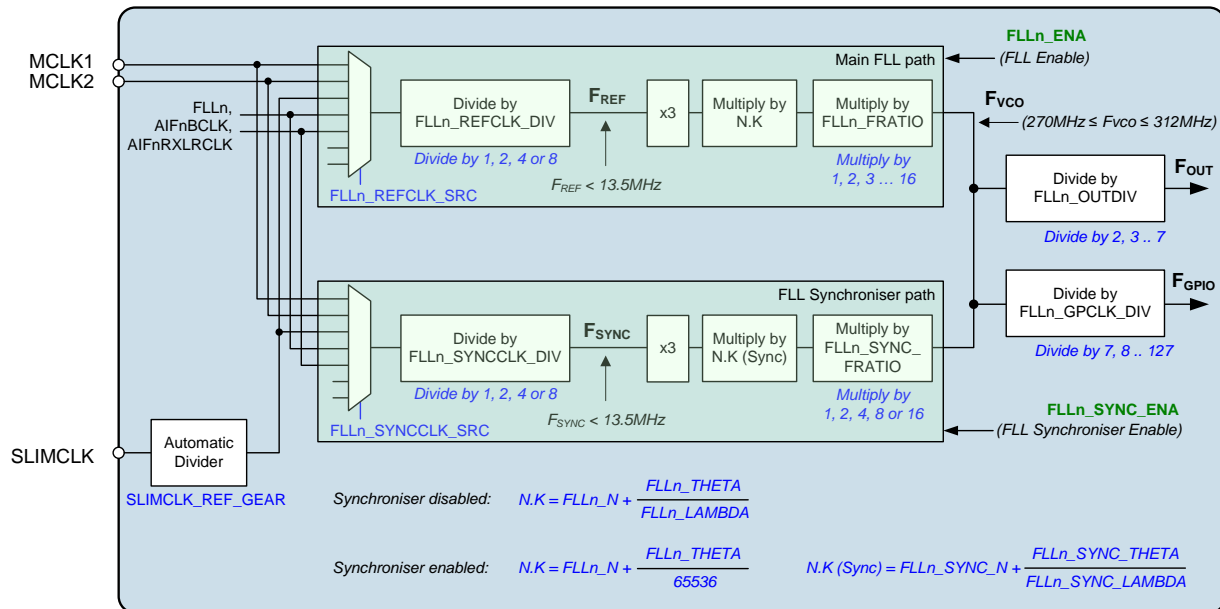 FLLn_ENA
(FLL Enable)
Main FLL path
MCLK1
MCLK2
FLLn,
AIFnBCLK,
AIFnRXLRCLK
Divide by
FLLn_REFCLK_DIV
Divide by 1, 2, 4 or 8
FREF
FREF < 13.5MHz
x3
Multiply by
N.K
Multiply by
FLLn_FRATIO
Multiply by
1, 2, 3 … 16
FLLn_REFCLK_SRC
FVCO
(270MHz ≤ Fvco ≤ 312MHz)
Divide by
FLLn_OUTDIV
Divide by 2, 3 .. 7
FOUT
FLL Synchroniser path
Divide by
FLLn_SYNCCLK_DIV
Divide by 1, 2, 4 or 8
FSYNC
FSYNC < 13.5MHz
x3
Multiply by
N.K (Sync)
Multiply by
FLLn_SYNC_
FRATIO
Multiply by
1, 2, 4, 8 or 16
FLLn_SYNCCLK_SRC
Divide by
FLLn_GPCLK_DIV
Divide by 7, 8 .. 127
FGPIO
FLLn_SYNC_ENA
(FLL Synchroniser Enable)
SLIMCLK
Automatic
Divider
SLIMCLK_REF_GEAR
Synchroniser disabled: N.K = FLLn_N + FLLn_THETA
FLLn_LAMBDA
Synchroniser enabled: N.K = FLLn_N + FLLn_THETA
65536
N.K (Sync) = FLLn_SYNC_N + FLLn_SYNC_THETA
FLLn_SYNC_LAMBDA